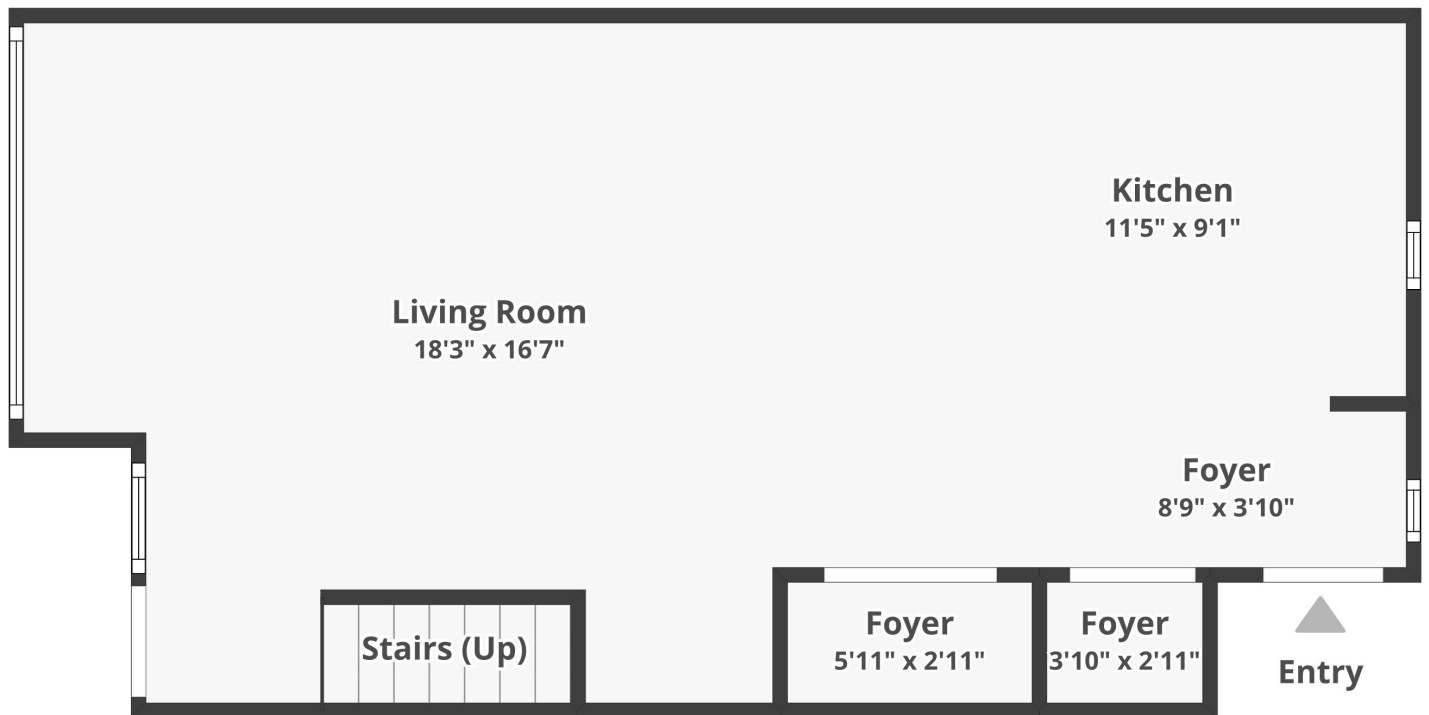 Kitchen
11'5" x 9'1"
Living Room
18'3" x 16'7"
Foyer
8'9" x 3'10"
Foyer
5'11" x 2'11"
Foyer
3'10" x 2'11"
Stairs (Up)
Entry